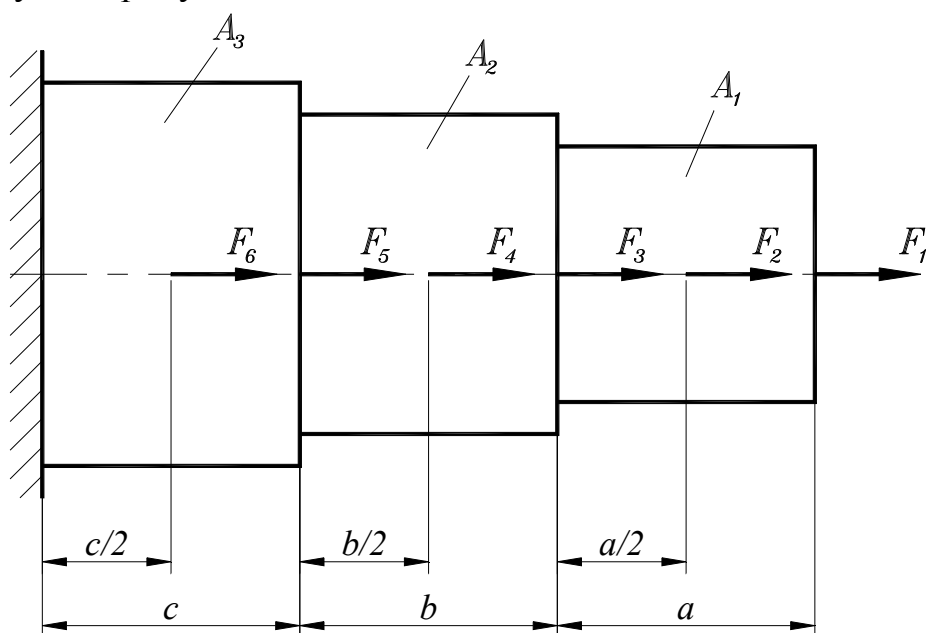 A₃
A₂
A₁
F₆ F₅ F₄ F₃ F₂ F₁
c/2 b/2 a/2
c b a